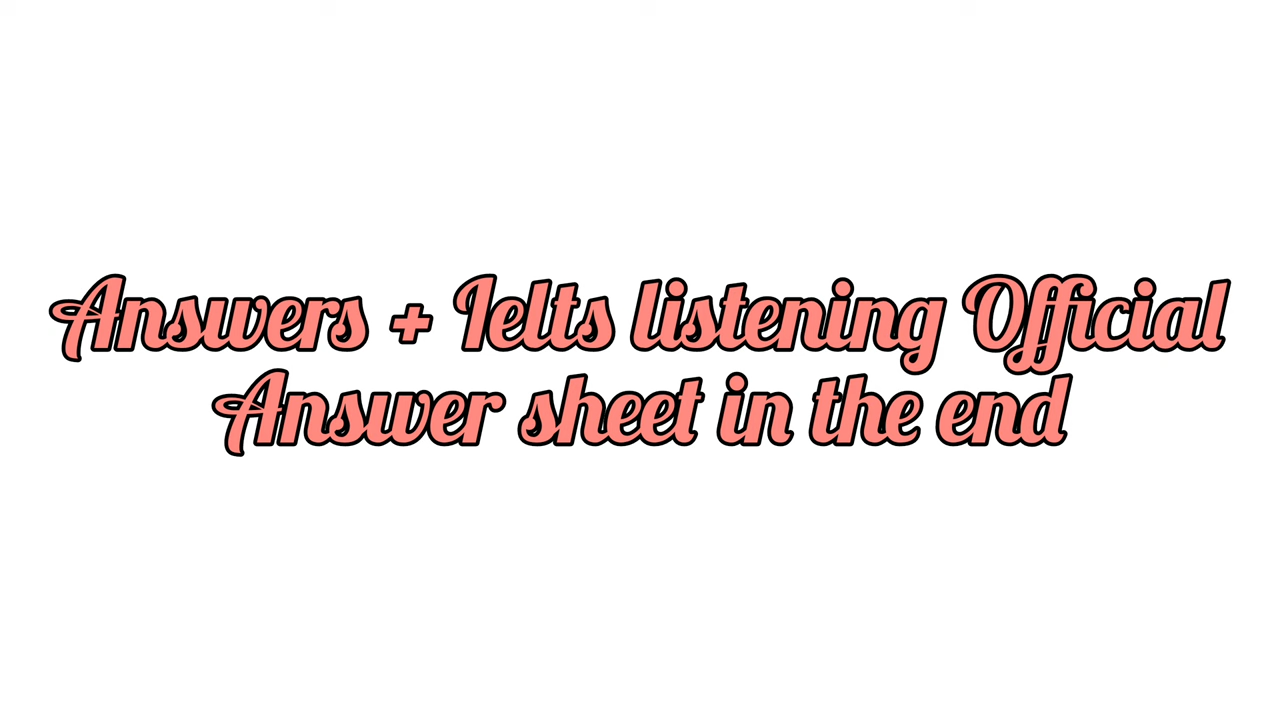 Answers + Ielts listening Official
Answer sheet in the end